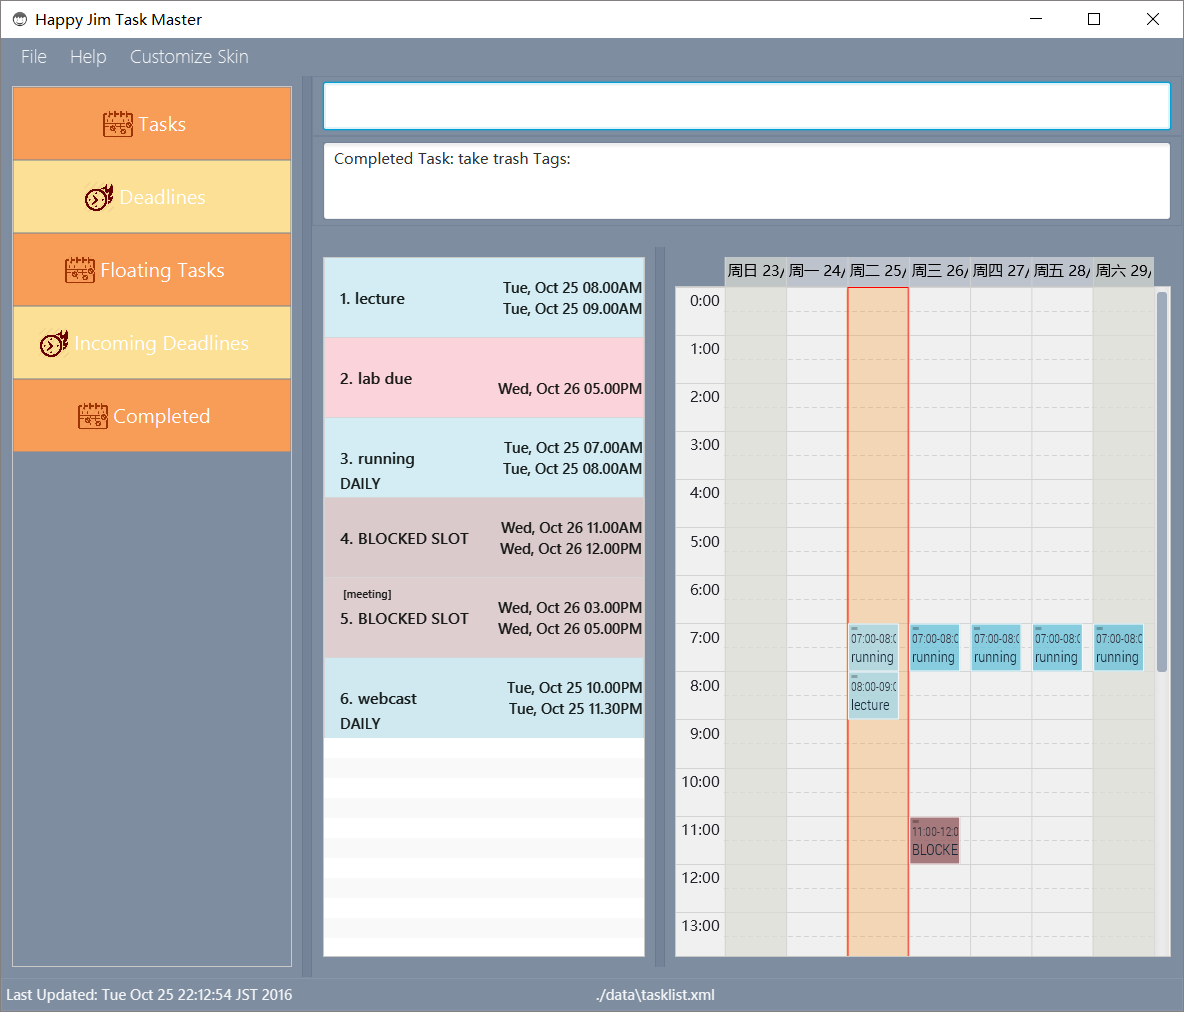 Happy Jim Task Master
File Help Customize Skin
Tasks
Deadlines
Floating Tasks
Incoming Deadlines
Completed
Completed Task: take trash Tags:
1. lecture
Tue, Oct 25 08.00AM
Tue, Oct 25 09.00AM
2. lab due
Wed, Oct 26 05.00PM
3. running
DAILY
Tue, Oct 25 07.00AM
Tue, Oct 25 08.00AM
4. BLOCKED SLOT
Wed, Oct 26 11.00AM
Wed, Oct 26 12.00PM
[meeting]
5. BLOCKED SLOT
Wed, Oct 26 03.00PM
Wed, Oct 26 05.00PM
6. webcast
DAILY
Tue, Oct 25 10.00PM
Tue, Oct 25 11.30PM
周日 23/ 周一 24/ 周二 25/ 周三 26/ 周四 27/ 周五 28/ 周六 29/
0:00
1:00
2:00
3:00
4:00
5:00
6:00
7:00
07:00-08:0 07:00-08:0 07:00-08:0 07:00-08:0 07:00-08:0
running running running running running
8:00
08:00-09:0
lecture
9:00
10:00
11:00
11:00-12:0
BLOCKE
12:00
13:00
Last Updated: Tue Oct 25 22:12:54 JST 2016
./data\tasklist.xml